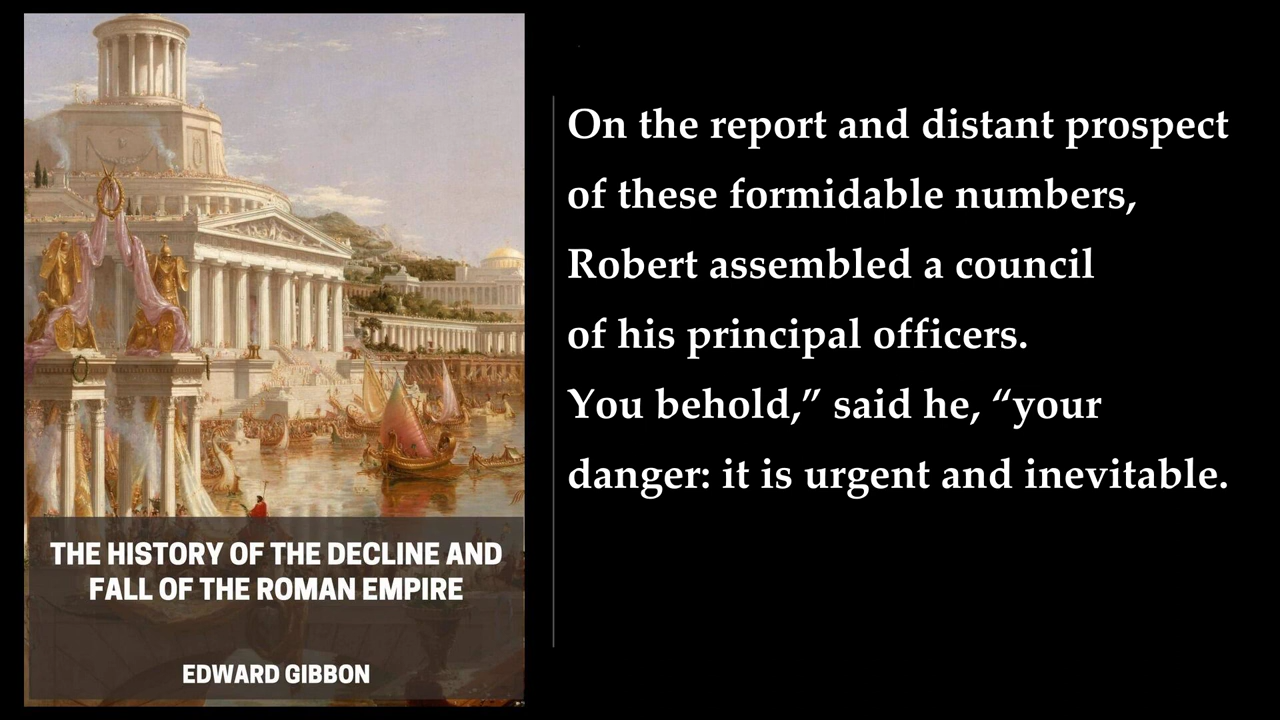 THE HISTORY OF THE DECLINE AND
FALL OF THE ROMAN EMPIRE
EDWARD GIBBON
On the report and distant prospect
of these formidable numbers,
Robert assembled a council
of his principal officers.
You behold,” said he, “your
danger: it is urgent and inevitable.